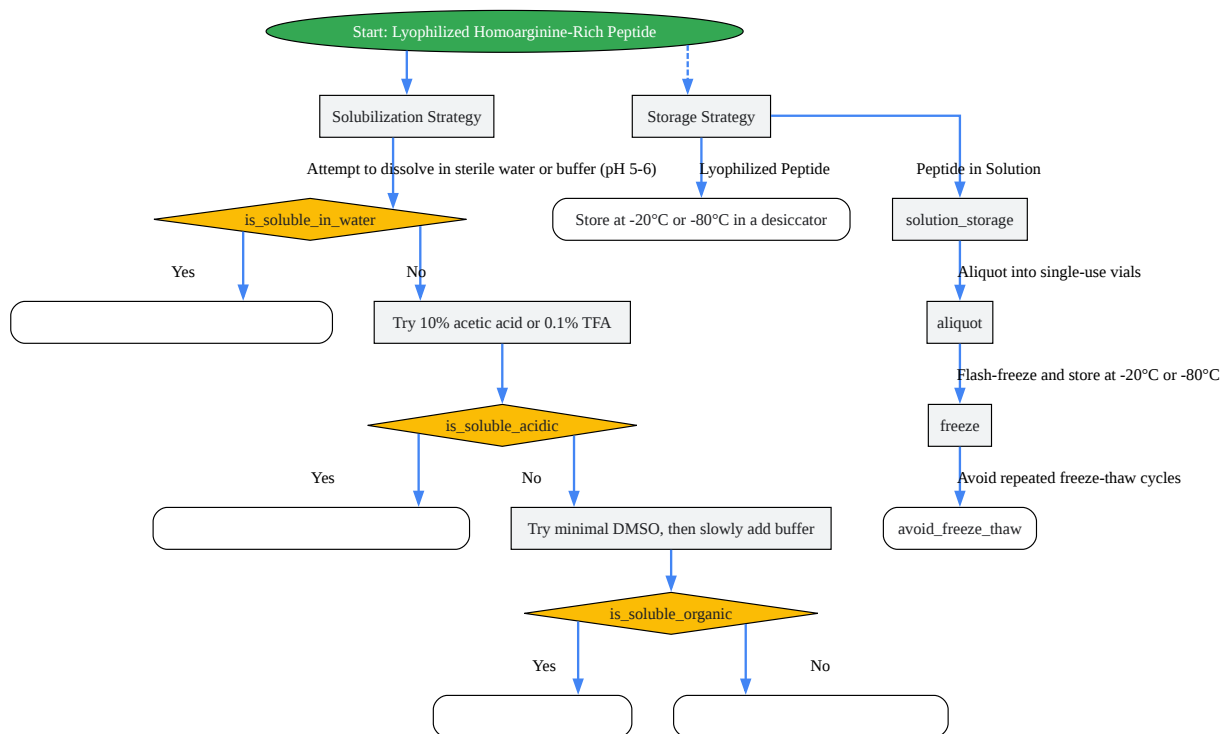 Start: Lyophilized Homoarginine-Rich Peptide
Solubilization Strategy
Storage Strategy
Attempt to dissolve in sterile water or buffer (pH 5-6)
Lyophilized Peptide
Peptide in Solution
is_soluble_in_water
Store at -20°C or -80°C in a desiccator
solution_storage
Yes
No
Aliquot into single-use vials
Try 10% acetic acid or 0.1% TFA
aliquot
Flash-freeze and store at -20°C or -80°C
is_soluble_acidic
freeze
Yes
No
Avoid repeated freeze-thaw cycles
Try minimal DMSO, then slowly add buffer
avoid_freeze_thaw
is_soluble_organic
Yes
No